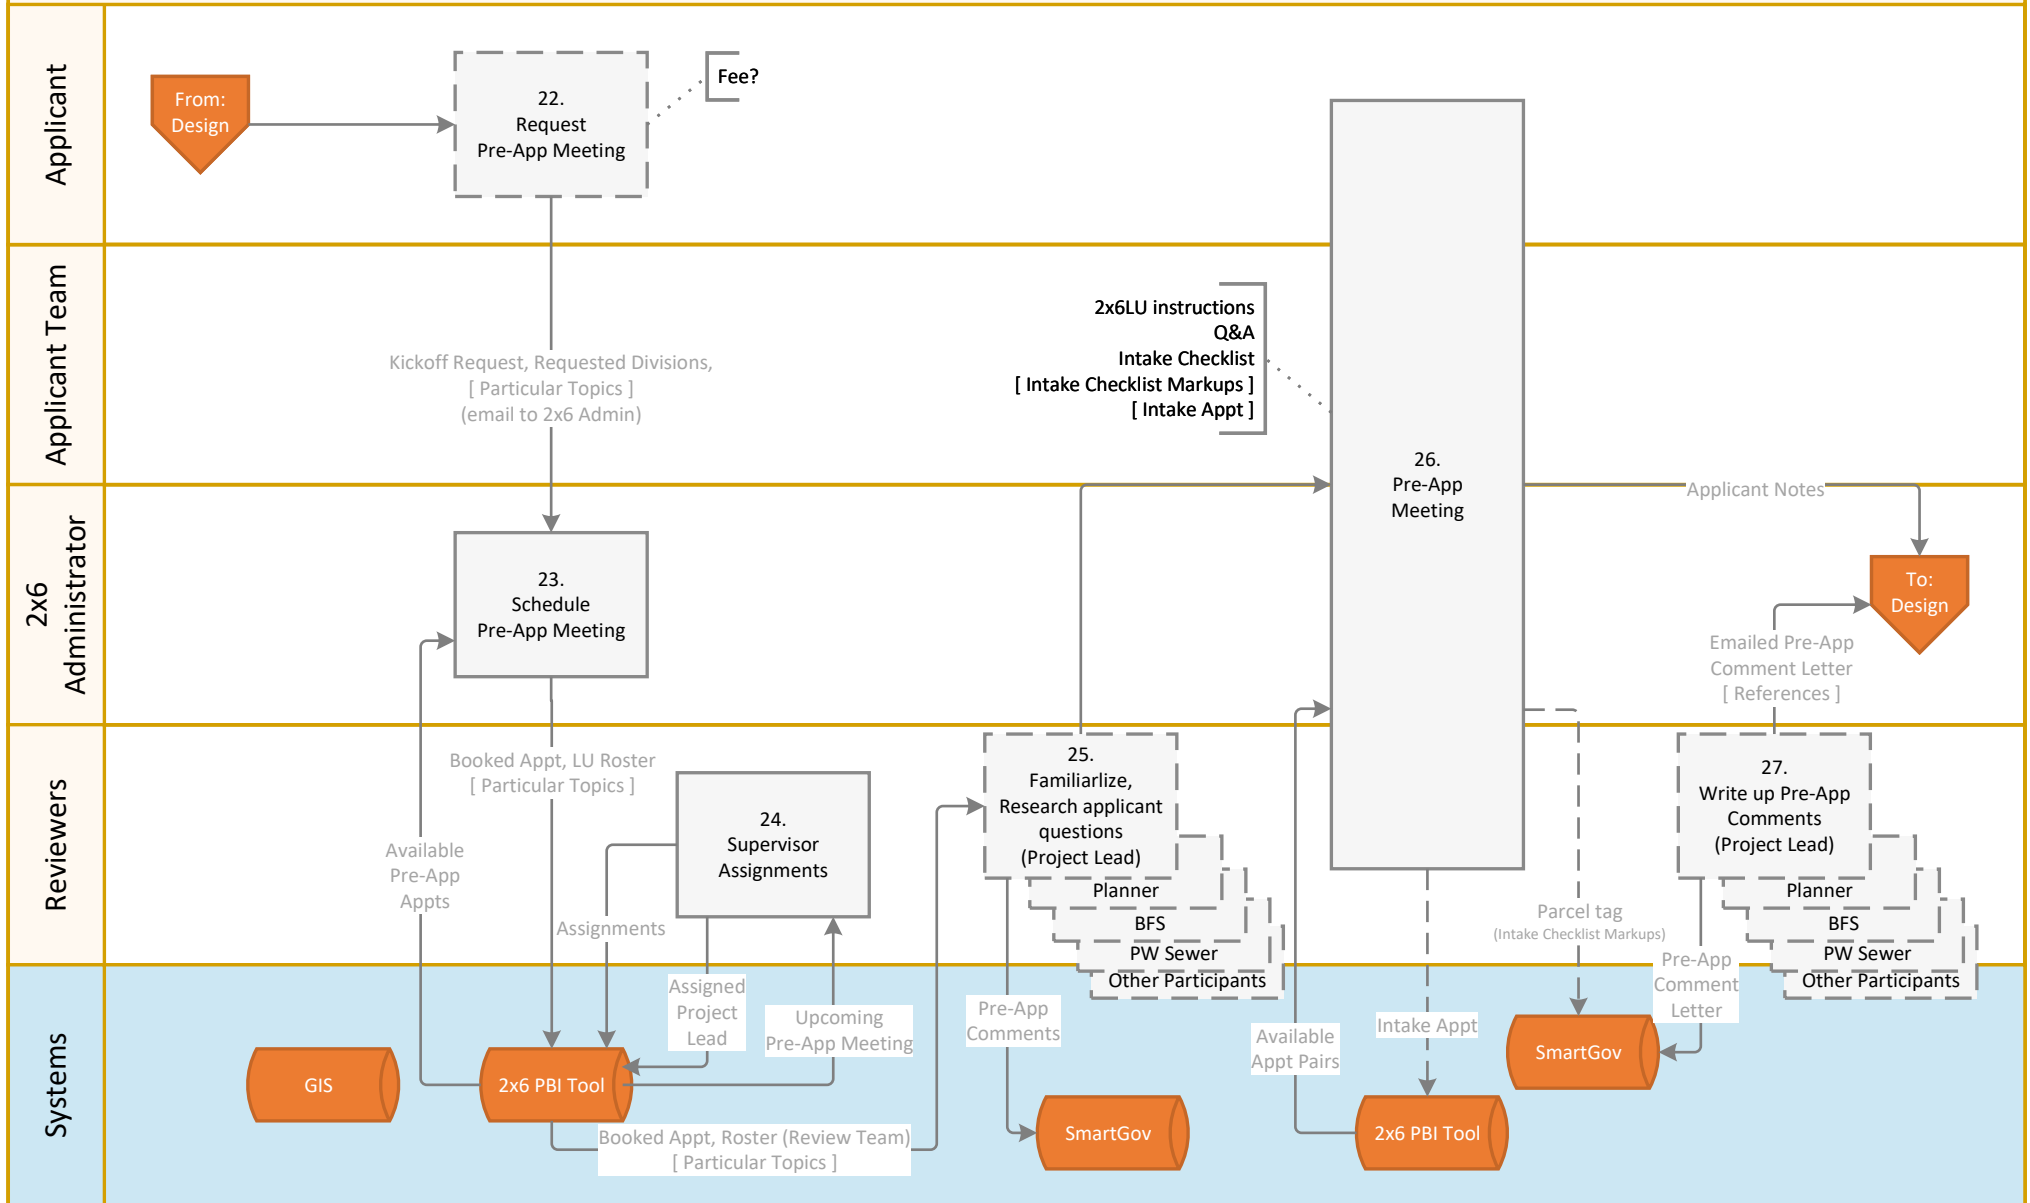 Applicant
From:
Design
22.
Request
Pre-App Meeting
Fee?
Applicant Team
Kickoff Request, Requested Divisions,
[ Particular Topics ]
(email to 2x6 Admin)
2x6LU instructions
Q&A
Intake Checklist
[ Intake Checklist Markups ]
[ Intake Appt ]
26.
Pre-App
Meeting
2x6
Administrator
23.
Schedule
Pre-App Meeting
Applicant Notes
To:
Design
Emailed Pre-App
Comment Letter
[ References ]
Reviewers
Booked Appt, LU Roster
[ Particular Topics ]
Available
Pre-App
Appts
24.
Supervisor
Assignments
Assignments
25.
Familiarlize,
Research applicant
questions
(Project Lead)
Planner
BFS
PW Sewer
Other Participants
Parcel tag
(Intake Checklist Markups)
27.
Write up Pre-App
Comments
(Project Lead)
Planner
BFS
PW Sewer
Other Participants
Systems
Assigned
Project
Lead
Upcoming
Pre-App Meeting
Pre-App
Comments
Available
Appt Pairs
Intake Appt
Pre-App
Comment
Letter
GIS
2x6 PBI Tool
Booked Appt, Roster (Review Team)
[ Particular Topics ]
SmartGov
2x6 PBI Tool
SmartGov